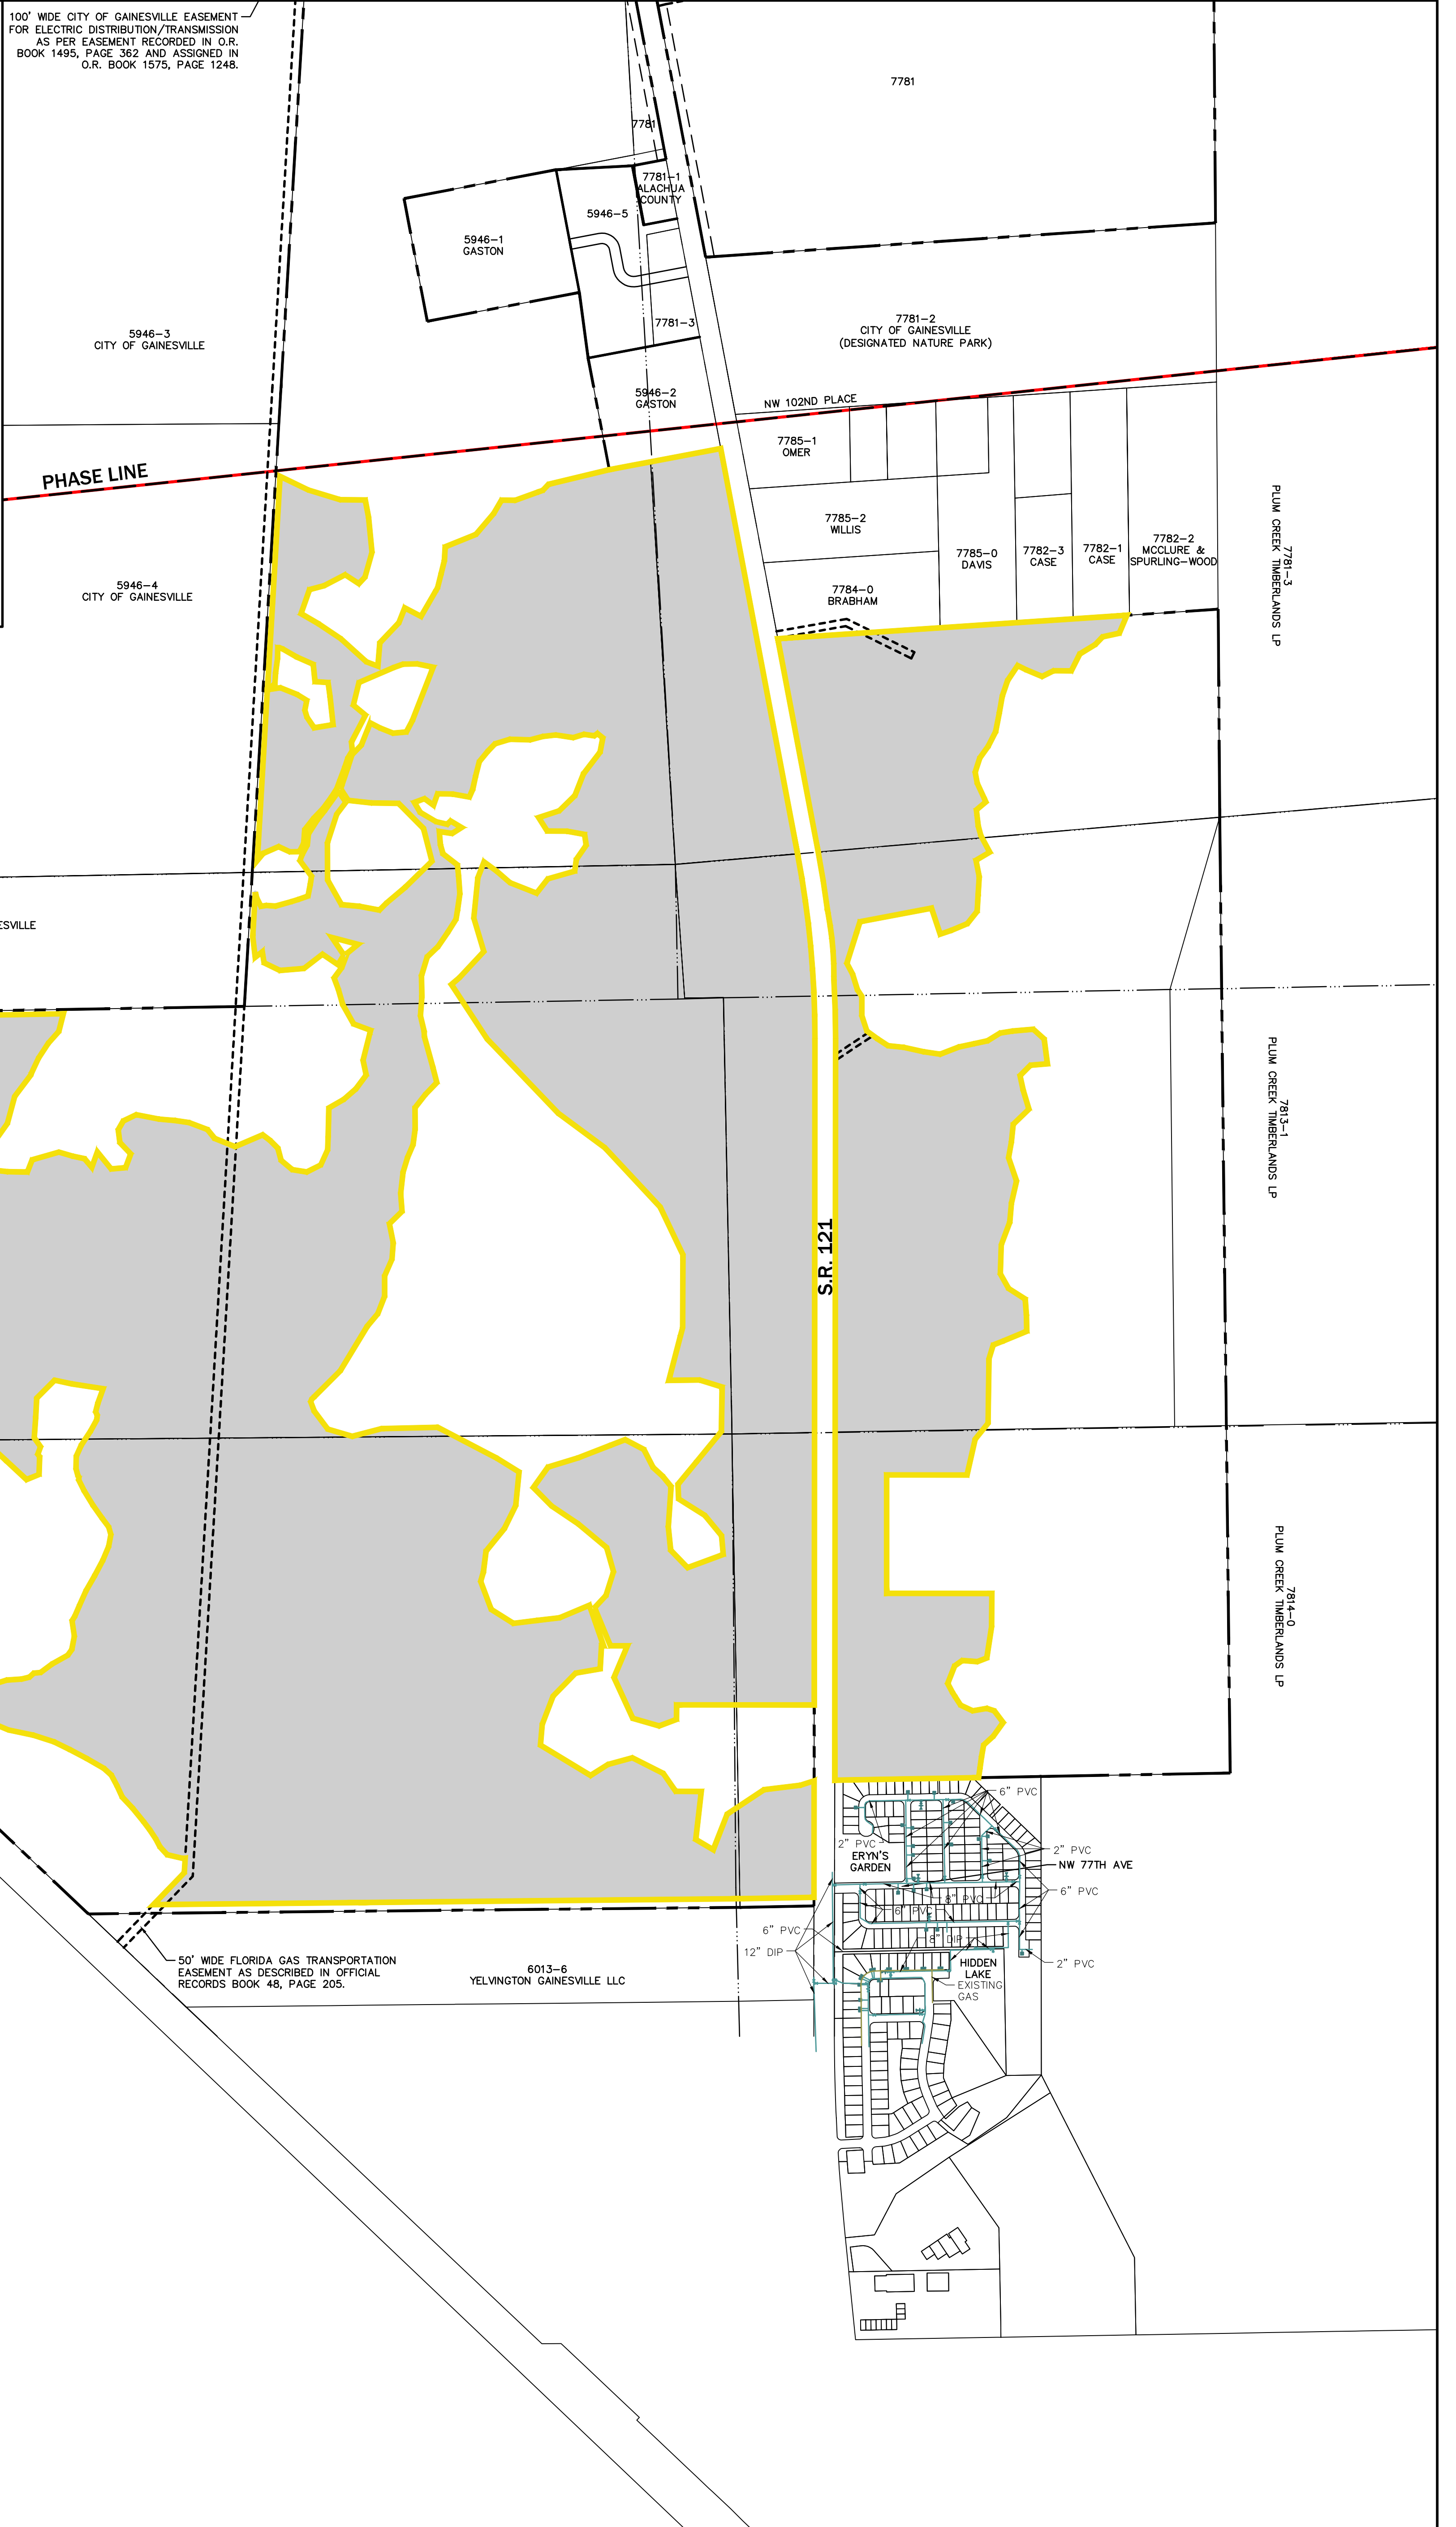 100' WIDE CITY OF GAINESVILLE EASEMENT
FOR ELECTRIC DISTRIBUTION/TRANSMISSION
AS PER EASEMENT RECORDED IN O.R.
BOOK 1495, PAGE 362 AND ASSIGNED IN
O.R. BOOK 1575, PAGE 1248.
7781
7781
7781-1
ALACHUA
COUNTY
5946-5
5946-1
GASTON
7781-3
7781-2
CITY OF GAINESVILLE
(DESIGNATED NATURE PARK)
5946-3
CITY OF GAINESVILLE
5946-2
GASTON
NW 102ND PLACE
7785-1
OMER
PHASE LINE
7785-2
WILLIS
7785-0
DAVIS
7782-3
CASE
7782-1
CASE
7782-2
MCCLURE &
SPURLING-WOOD
7781-3
PLUM CREEK TIMBERLANDS LP
5946-4
CITY OF GAINESVILLE
7784-0
BRABHAM
ESVILLE
7813-1
PLUM CREEK TIMBERLANDS LP
S.R. 121
7814-0
PLUM CREEK TIMBERLANDS LP
6" PVC
2" PVC
ERYN'S
GARDEN
2" PVC
NW 77TH AVE
6" PVC
8" PVC
6" PVC
6" PVC
12" DIP
8" DIP
2" PVC
HIDDEN
LAKE
EXISTING
GAS
50' WIDE FLORIDA GAS TRANSPORTATION
EASEMENT AS DESCRIBED IN OFFICIAL
RECORDS BOOK 48, PAGE 205.
6013-6
YELVINGTON GAINESVILLE LLC